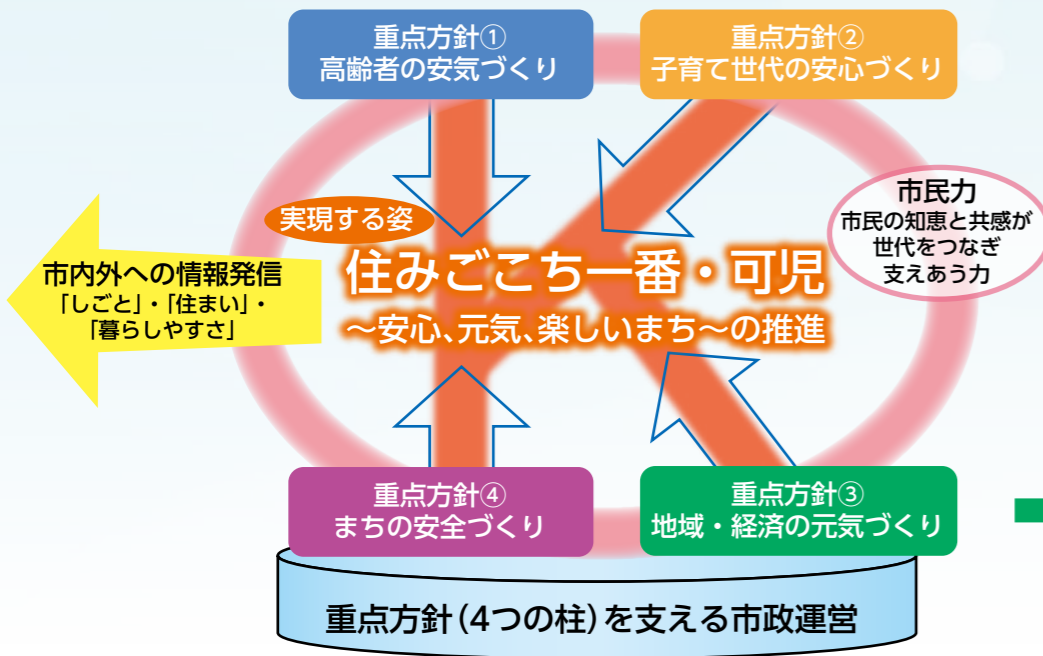 重点方針①
高齢者の安気づくり
重点方針②
子育て世代の安心づくり
市民力
市民の知恵と共感が
世代をつなぎ
支えあう力
実現する姿
住みごこち一番・可児
～安心、元気、楽しいまち～の推進
市内外への情報発信
「しごと」・「住まい」・
「暮らしやすさ」
重点方針④
まちの安全づくり
重点方針③
地域・経済の元気づくり
重点方針(4つの柱)を支える市政運営